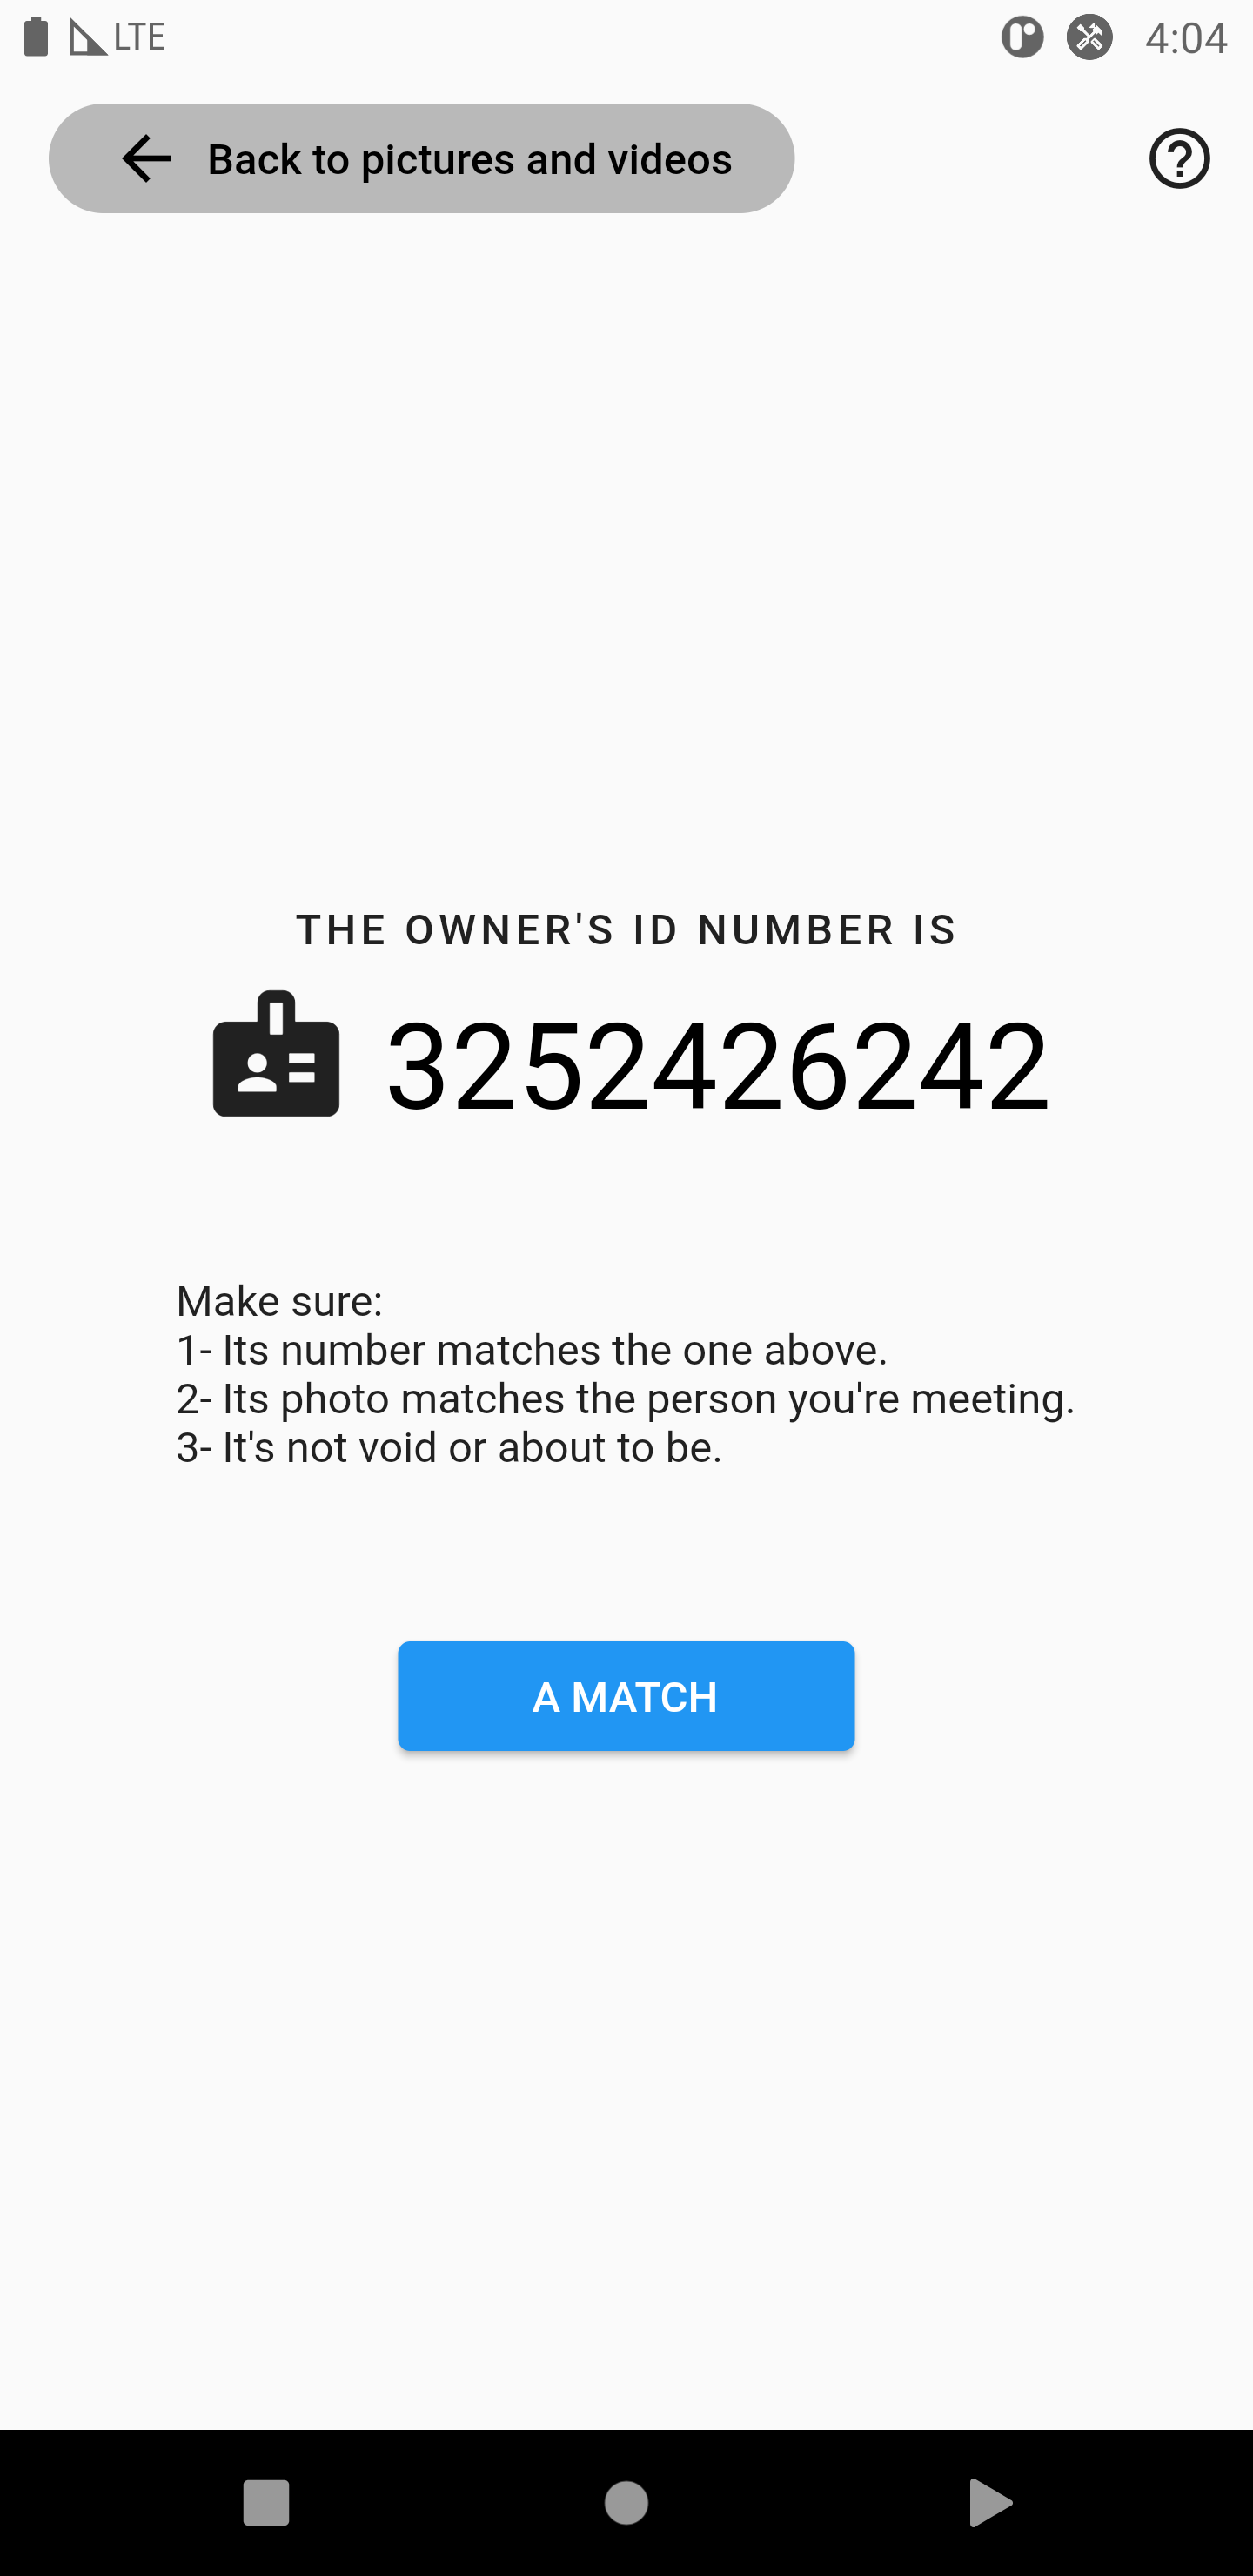 LTE
4:04
Back to pictures and videos
THE OWNER'S ID NUMBER IS
3252426242
Make sure:
1- Its number matches the one above.
2- Its photo matches the person you're meeting.
3- It's not void or about to be.
A MATCH